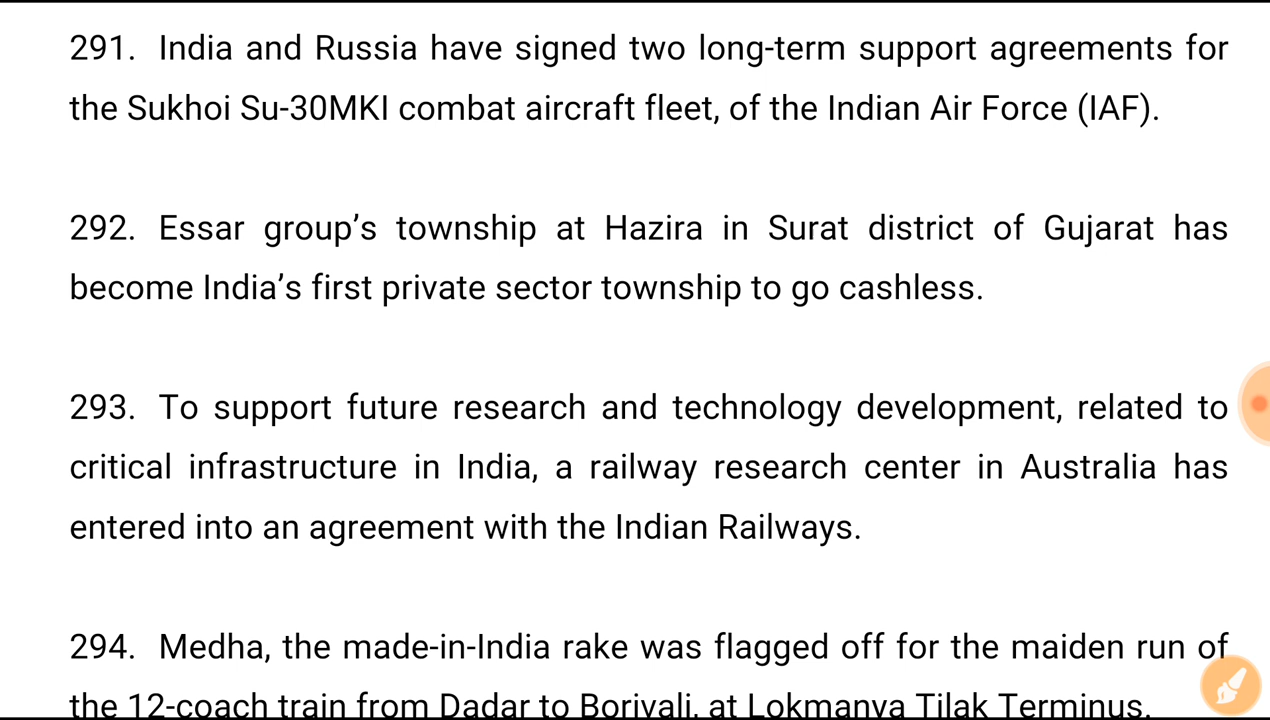 291. India and Russia have signed two long-term support agreements for
the Sukhoi Su-30MKI combat aircraft fleet, of the Indian Air Force (IAF).
292. Essar group’s township at Hazira in Surat district of Gujarat has
become India’s first private sector township to go cashless.
293. To support future research and technology development, related to
critical infrastructure in India, a railway research center in Australia has
entered into an agreement with the Indian Railways.
294. Medha, the made-in-India rake was flagged off for the maiden run of
the 12-coach train from Dadar to Borivali, at Lokmanya Tilak Terminus.